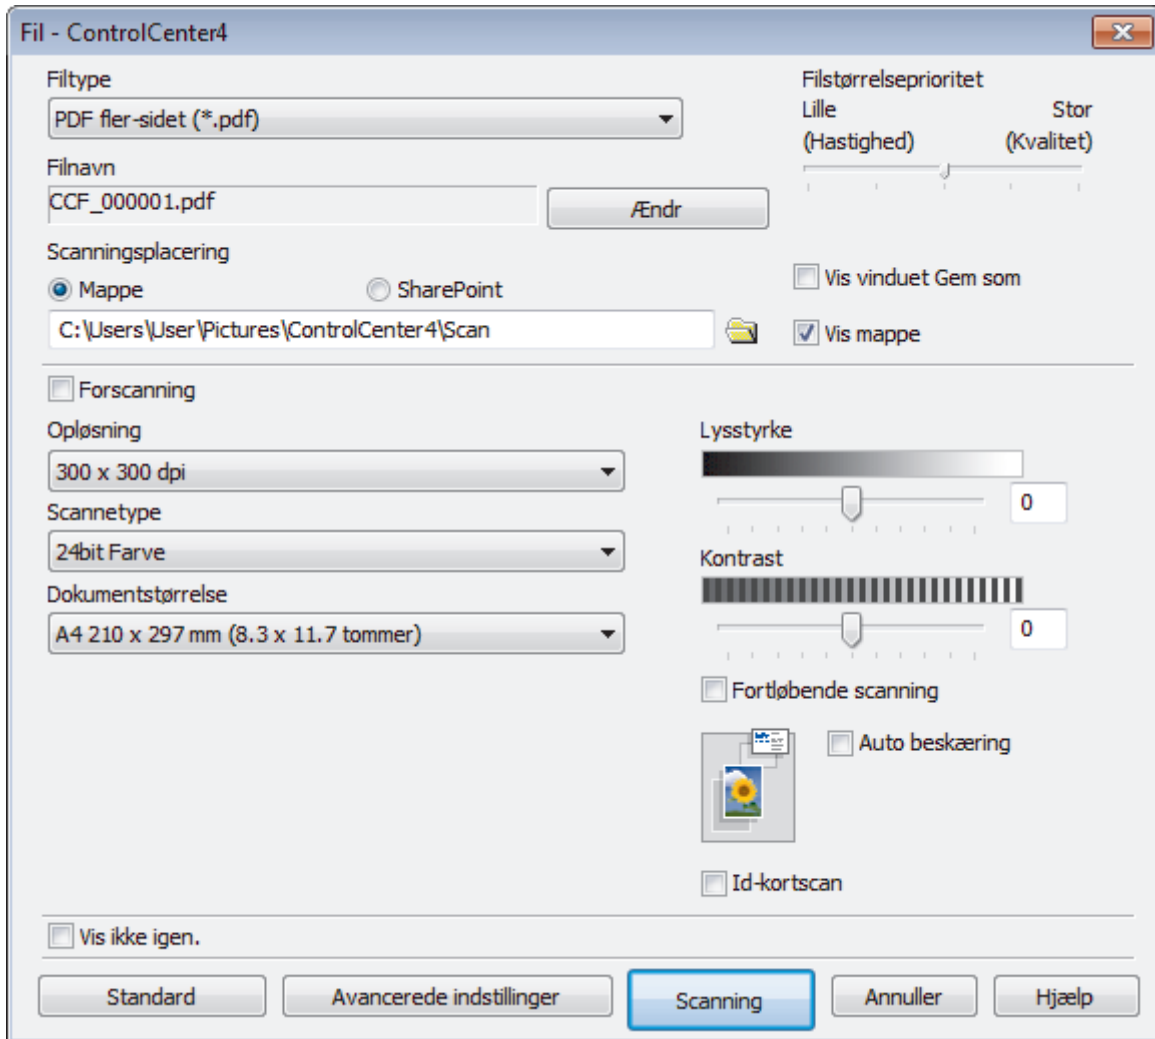 Fil - ControlCenter4
Filtype
PDF fler-sidet (*.pdf)
Filstørrelseprioritet
Lille Stor
(Hastighed) (Kvalitet)
Filnavn
CCF_000001.pdf
Ændr
Scanningsplacering
Mappe SharePoint
Vis vinduet Gem som
C:\Users\User\Pictures\ControlCenter4\Scan
Vis mappe
Forscanning
Opløsning
300 x 300 dpi
Scannetype
24bit Farve
Dokumentstørrelse
A4 210 x 297 mm (8.3 x 11.7 tommer)
Lysstyrke
0
Kontrast
0
Fortløbende scanning
Auto beskæring
Id-kortscan
Vis ikke igen.
Standard Avancerede indstillinger Scanning Annuller Hjælp